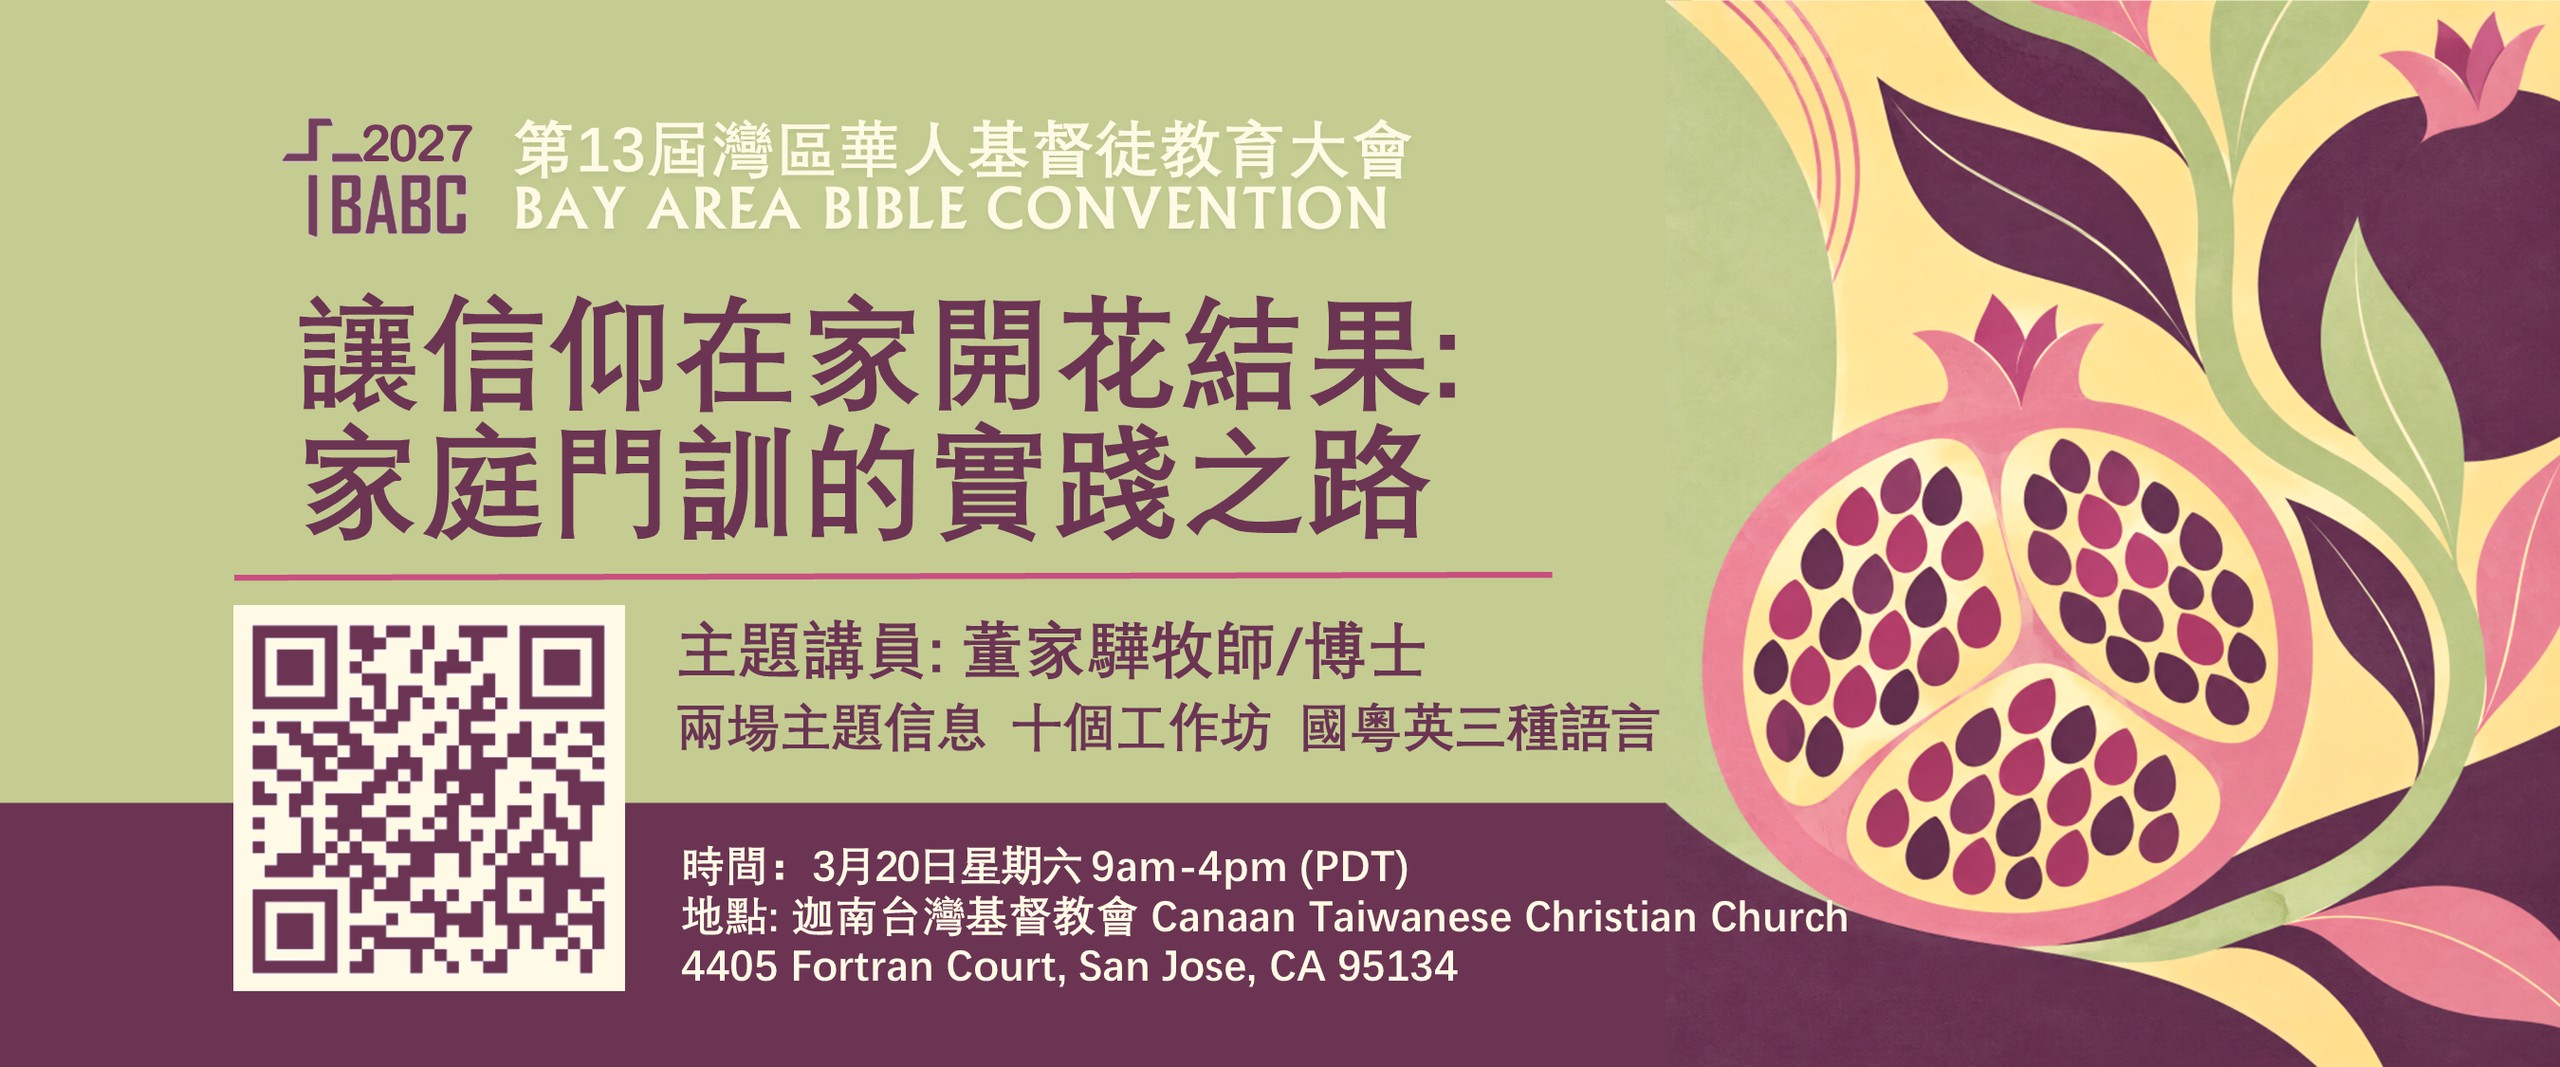 2027
BABC
第13屆灣區華人基督徒教育大會
BAY AREA BIBLE CONVENTION
讓信仰在家開花結果:
家庭門訓的實踐之路
主題講員: 董家驊牧師/博士
兩場主題信息 十個工作坊 國粵英三種語言
時間：3月20日星期六 9am-4pm (PDT)
地點: 迦南台灣基督教會 Canaan Taiwanese Christian Church
4405 Fortran Court, San Jose, CA 95134